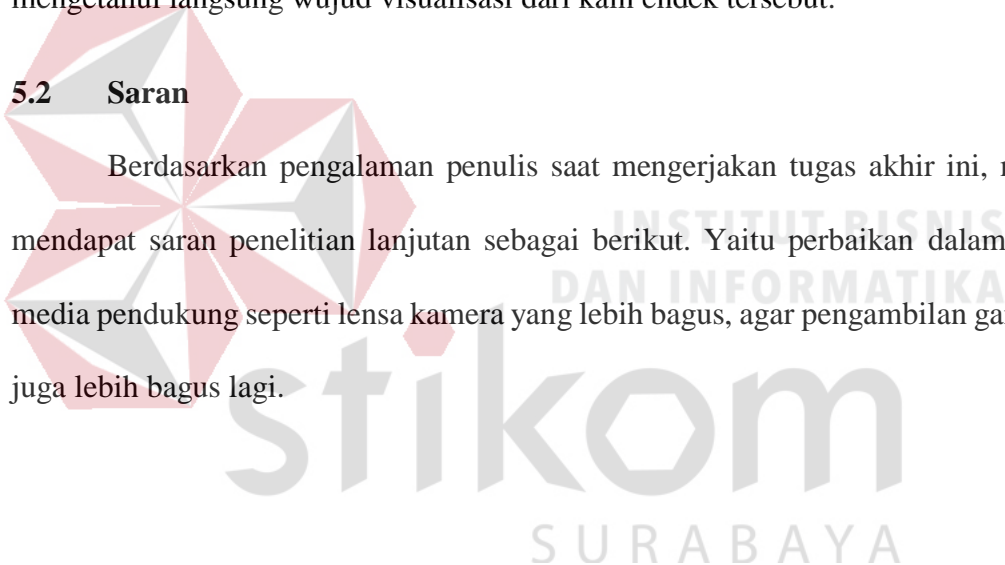 mengetahui langsung wujud visualisasi dari kain endek tersebut.
5.2 Saran
Berdasarkan pengalaman penulis saat mengerjakan tugas akhir ini,
mendapat saran penelitian lanjutan sebagai berikut. Yaitu perbaikan dalam
media pendukung seperti lensa kamera yang lebih bagus, agar pengambilan
juga lebih bagus lagi.
INSTITUT BISNIS
DAN INFORMATIKA
stikom
SURABAYA